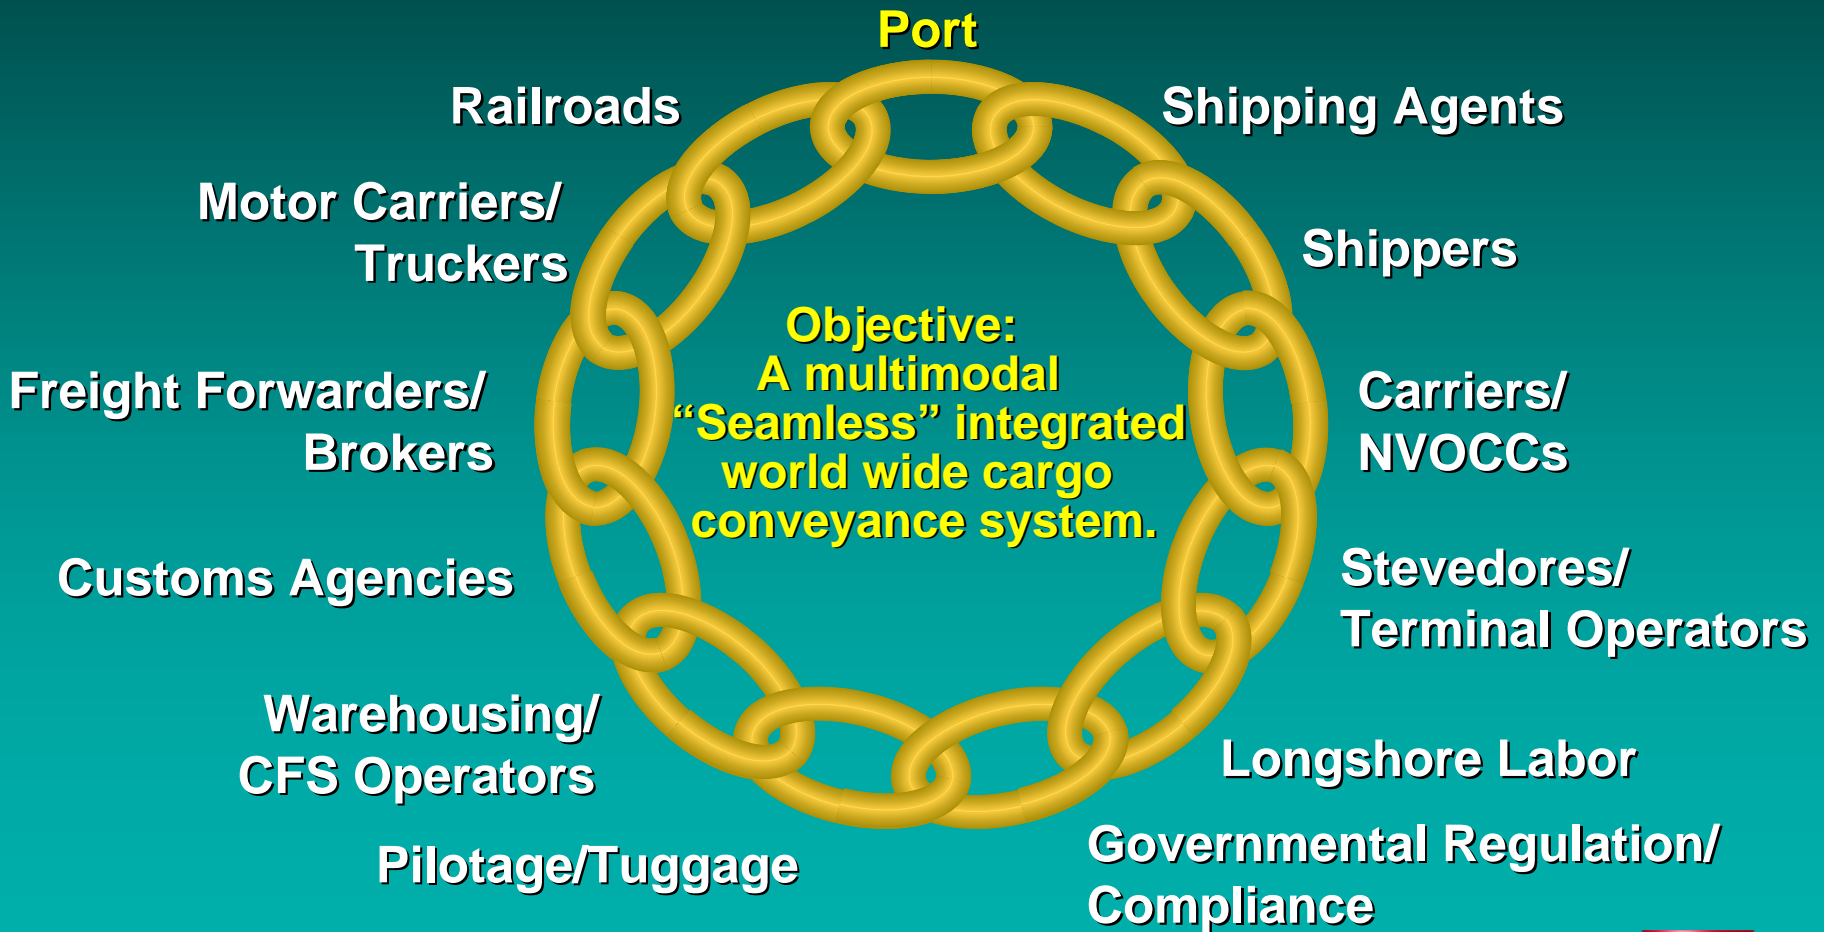 Port
Railroads
Shipping Agents
Motor Carriers/
Truckers
Shippers
Objective:
A multimodal
“Seamless” integrated
world wide cargo
conveyance system.
Freight Forwarders/
Brokers
Carriers/
NVOCCs
Customs Agencies
Stevedores/
Terminal Operators
Warehousing/
CFS Operators
Longshore Labor
Pilotage/Tuggage
Governmental Regulation/
Compliance